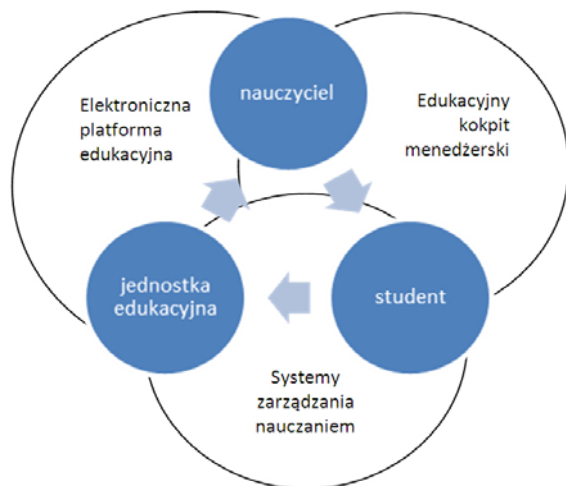 nauczyciel
Elektroniczna
platforma
edukacyjna
Edukacyjny
kokpit
menedżerski
jednostka
edukacyjna
student
Systemy
zarządzania
nauczaniem